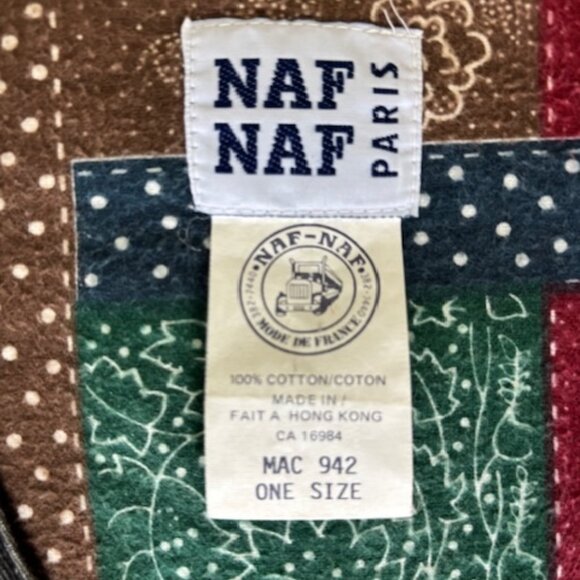 NAF
NAF
PARIS
NAF-NAF
MODE DE FRANCE
100% COTTON/COTON
MADE IN/
FAIT A HONG KONG
CA 16984
MAC 942
ONE SIZE